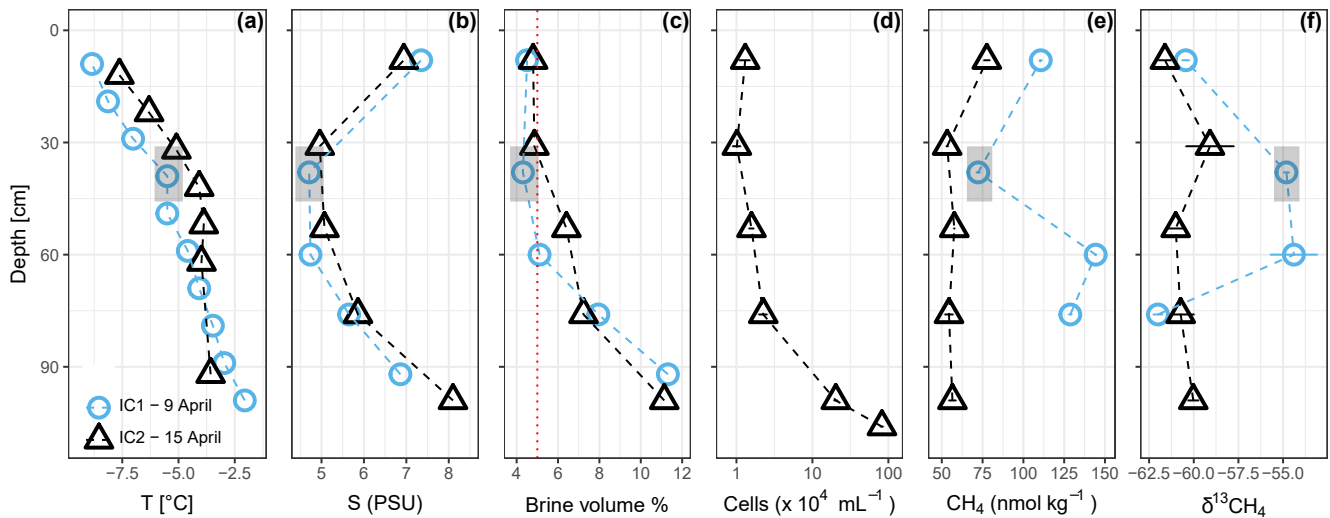 (a) (b) (c) (d) (e) (f)
0
30
60
90
Depth [cm]
IC1 − 9 April
IC2 − 15 April
−7.5 −5.0 −2.5 5 6 7 8 4 6 8 10 12 1 10 100 50 75 100 125 150 −62.5 −60.0 −57.5 −55.0
T [°C] S (PSU) Brine volume % Cells (x 10⁴ mL⁻¹) CH₄ (nmol kg⁻¹) δ¹³CH₄